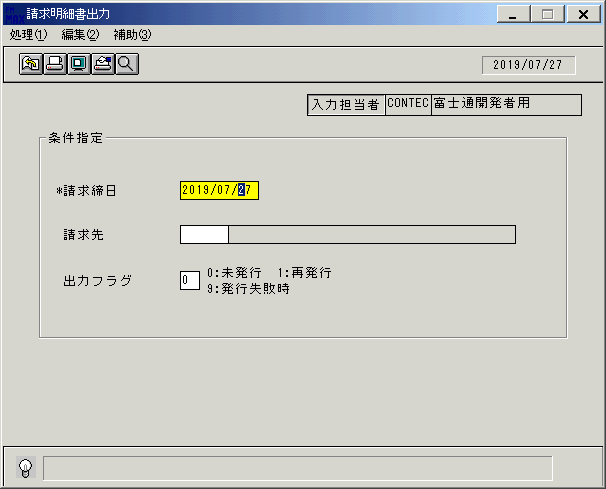 請求明細書出力
処理(1) 編集(2) 補助(3)
2019/07/27
入力担当者 CONTEC 富士通開発者用
条件指定
*請求締日 2019/07/27
請求先
出力フラグ 0 0:未発行 1:再発行
9:発行失敗時